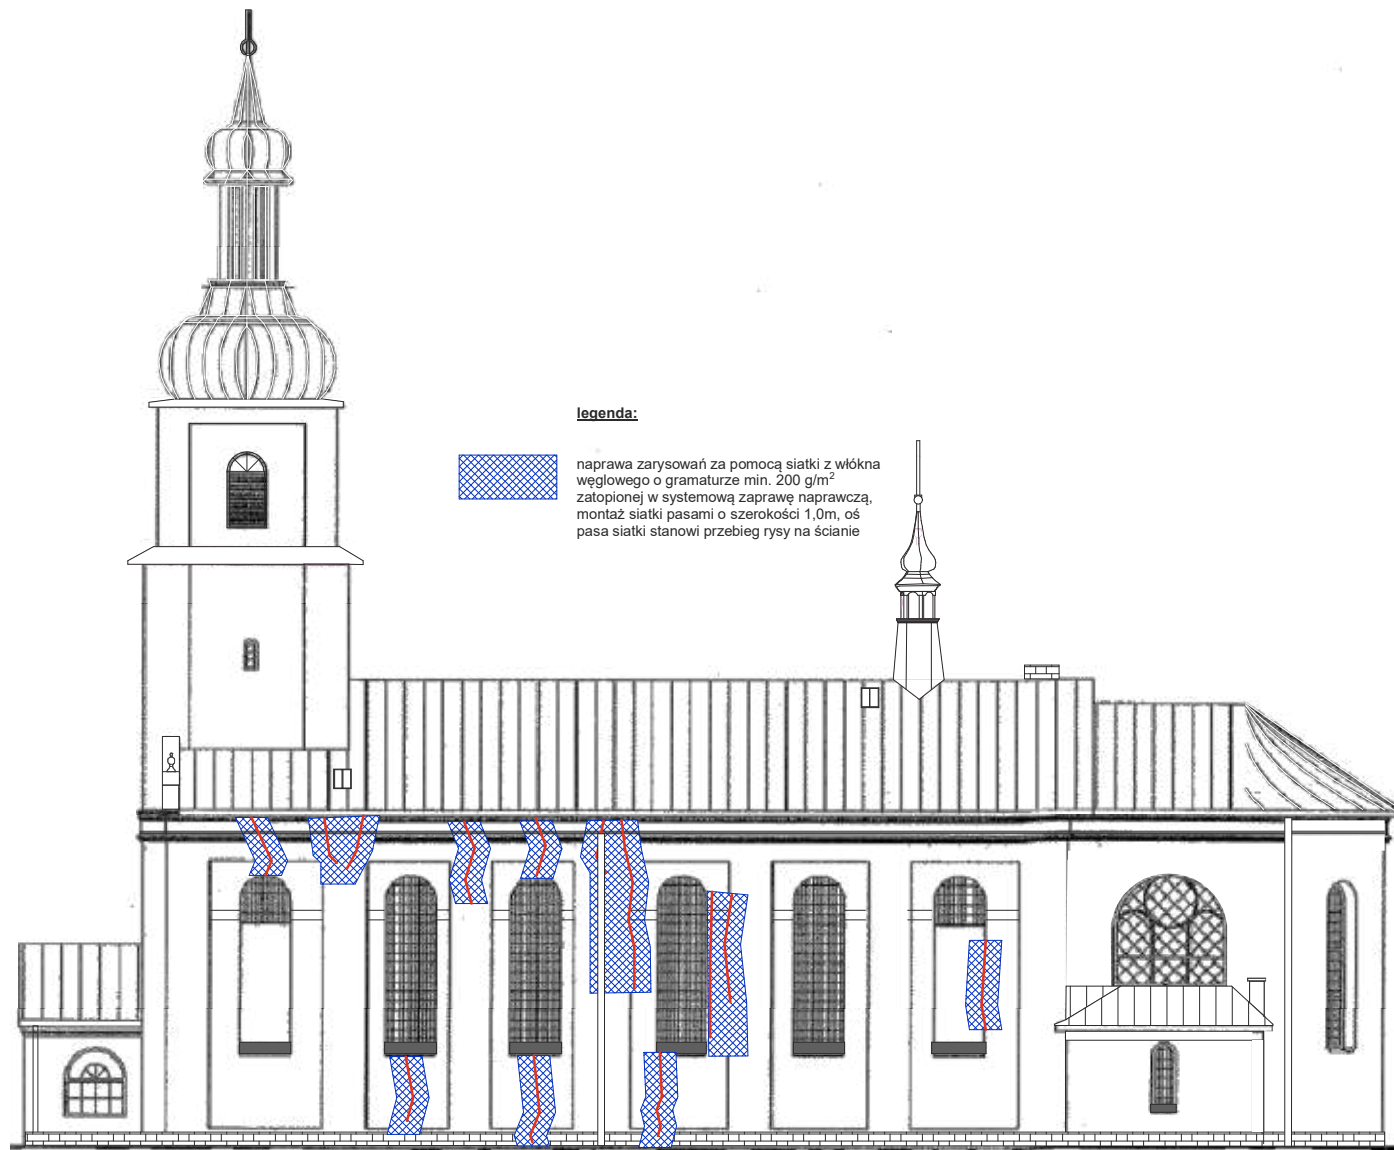 legenda:
naprawa zarysowań za pomocą siatki z włókna
węglowego o gramaturze min. 200 g/m²
zatopionej w systemową zaprawę naprawczą,
montaż siatki pasami o szerokości 1,0m, oś
pasa siatki stanowi przebieg rysy na ścianie